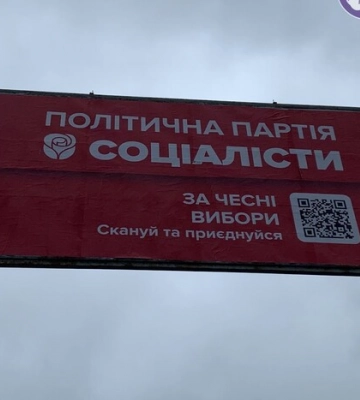 ПОЛІТИЧНА ПАРТІЯ
СОЦІАЛІСТИ
ЗА ЧЕСНІ
ВИБОРИ
Скануй та приєднуйся